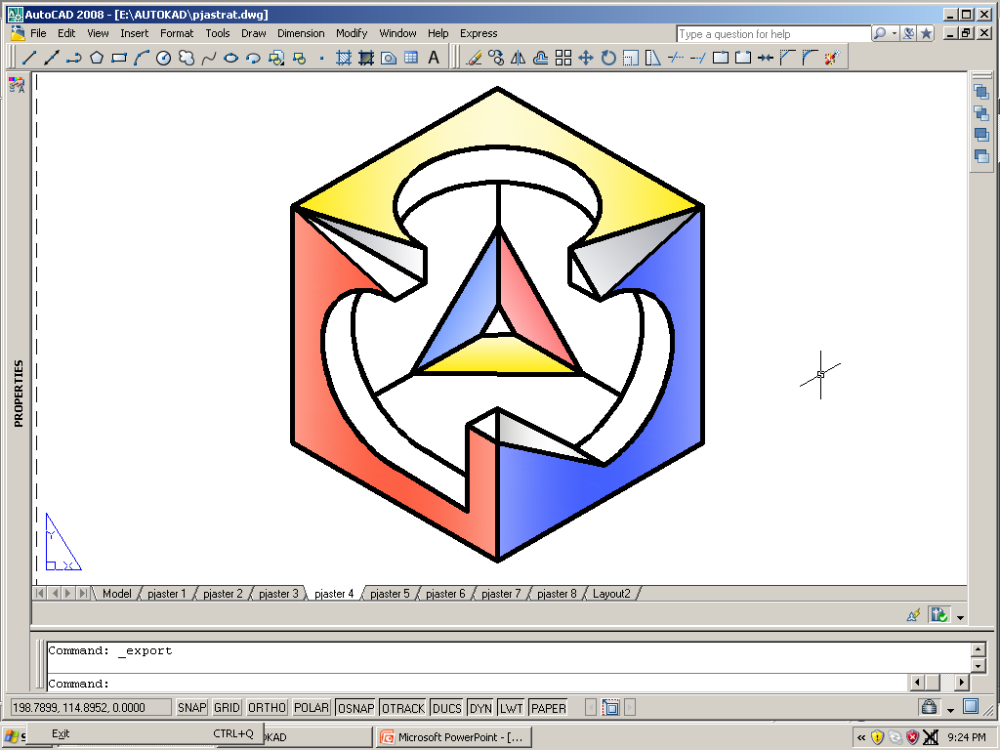 AutoCAD 2008 - [E:\AUTOKAD\pjastrat.dwg]
File Edit View Insert Format Tools Draw Dimension Modify Window Help Express
Type a question for help
A
PROPERTIES
Y
X
Model pjaster 1 pjaster 2 pjaster 3 pjaster 4 pjaster 5 pjaster 6 pjaster 7 pjaster 8 Layout2
Command: _export
Command:
198.7899, 114.8952, 0.0000 SNAP GRID ORTHO POLAR OSNAP OTRACK DUCS DYN LWT PAPER
Exit CTRL+Q KAD Microsoft PowerPoint - [... 9:24 PM